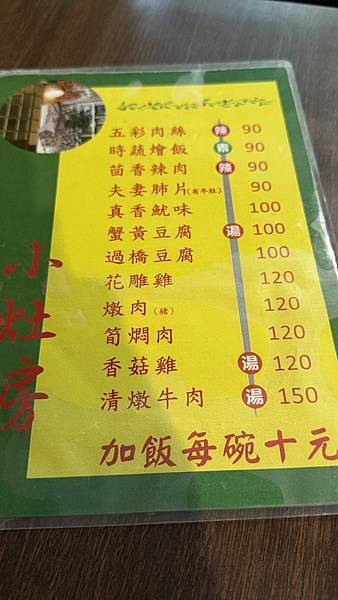 五彩肉絲 辣 90
時蔬燴飯 素 90
茴香辣肉 辣 90
夫妻肺片(有牛肚) 90
真香魷味 100
蟹黃豆腐 湯 100
過橋豆腐 100
花雕雞 120
燉肉(豬) 120
筍燜肉 120
香菇雞 湯 120
清燉牛肉 湯 150
加飯每碗十元
小灶房